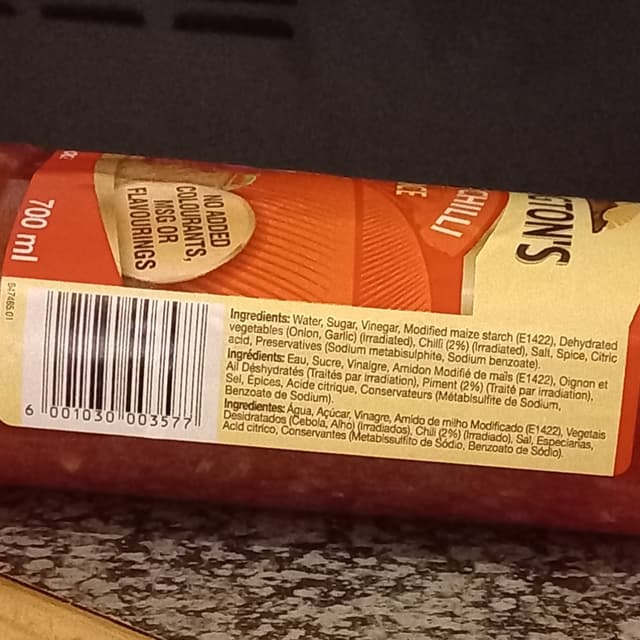 700 ml
NO ADDED
COLOURANTS,
MSG OR
FLAVOURINGS
CHILLI
TON'S
6 001030 003577
Ingredients: Water, Sugar, Vinegar, Modified maize starch (E1422), Dehydrated
vegetables (Onion, Garlic) (Irradiated), Chilli (2%) (Irradiated), Salt, Spice, Citric
acid, Preservatives (Sodium metabisulphite, Sodium benzoate).
Ingrédients: Eau, Sucre, Vinaigre, Amidon Modifié de maïs (E1422), Oignon et
Ail Déshydratés (Traités par irradiation), Piment (2%) (Traité par irradiation),
Sel, Épices, Acide citrique, Conservateurs (Métabisulfite de Sodium,
Benzoate de Sodium).
Ingredientes: Água, Açúcar, Vinagre, Amido de milho Modificado (E1422), Vegetais
Desidratados (Cebola, Alho) (Irradiados), Chili (2%) (Irradiado), Sal, Especiarias,
Acid citrico, Conservantes (Metabissulfito de Sódio, Benzoato de Sódio).